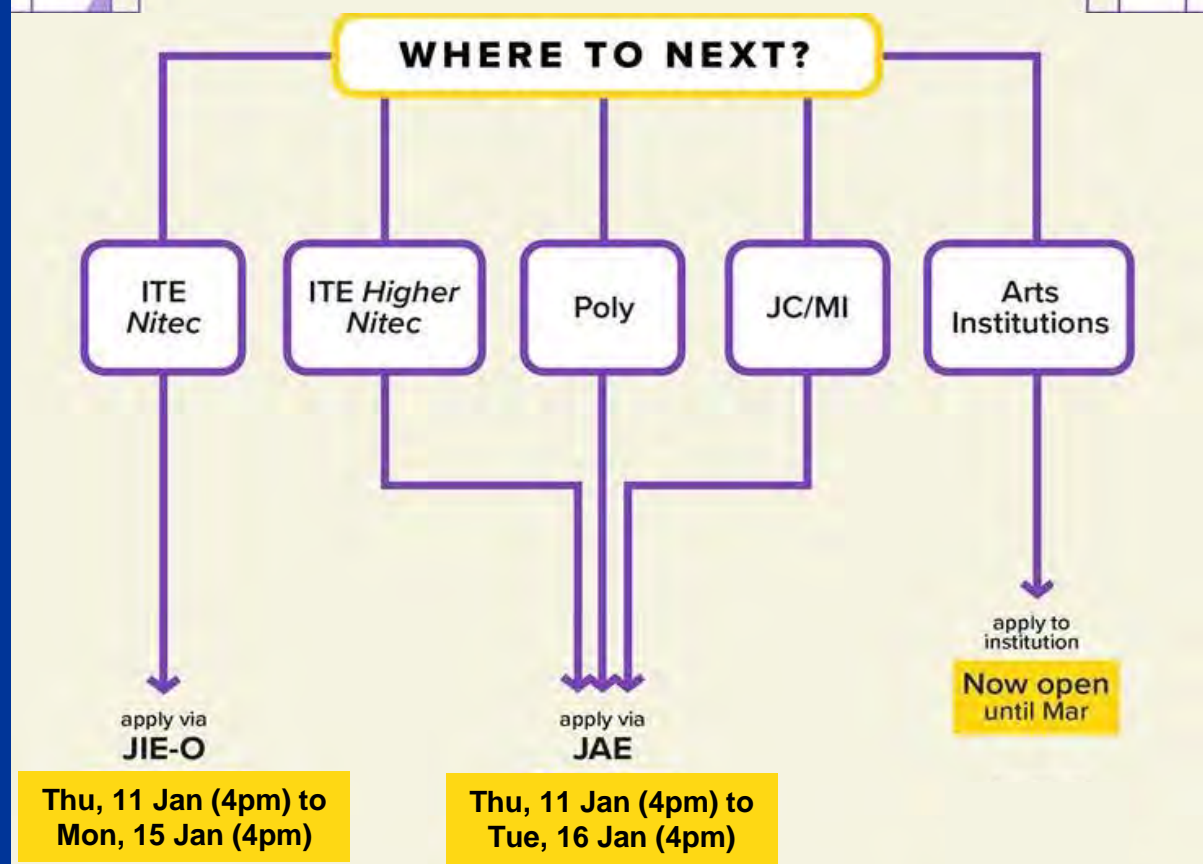 WHERE TO NEXT?
ITE
Nitec
ITE Higher
Nitec
Poly
JC/MI
Arts
Institutions
apply via
JIE-O
Thu, 11 Jan (4pm) to
Mon, 15 Jan (4pm)
apply via
JAE
Thu, 11 Jan (4pm) to
Tue, 16 Jan (4pm)
apply to
institution
Now open
until Mar